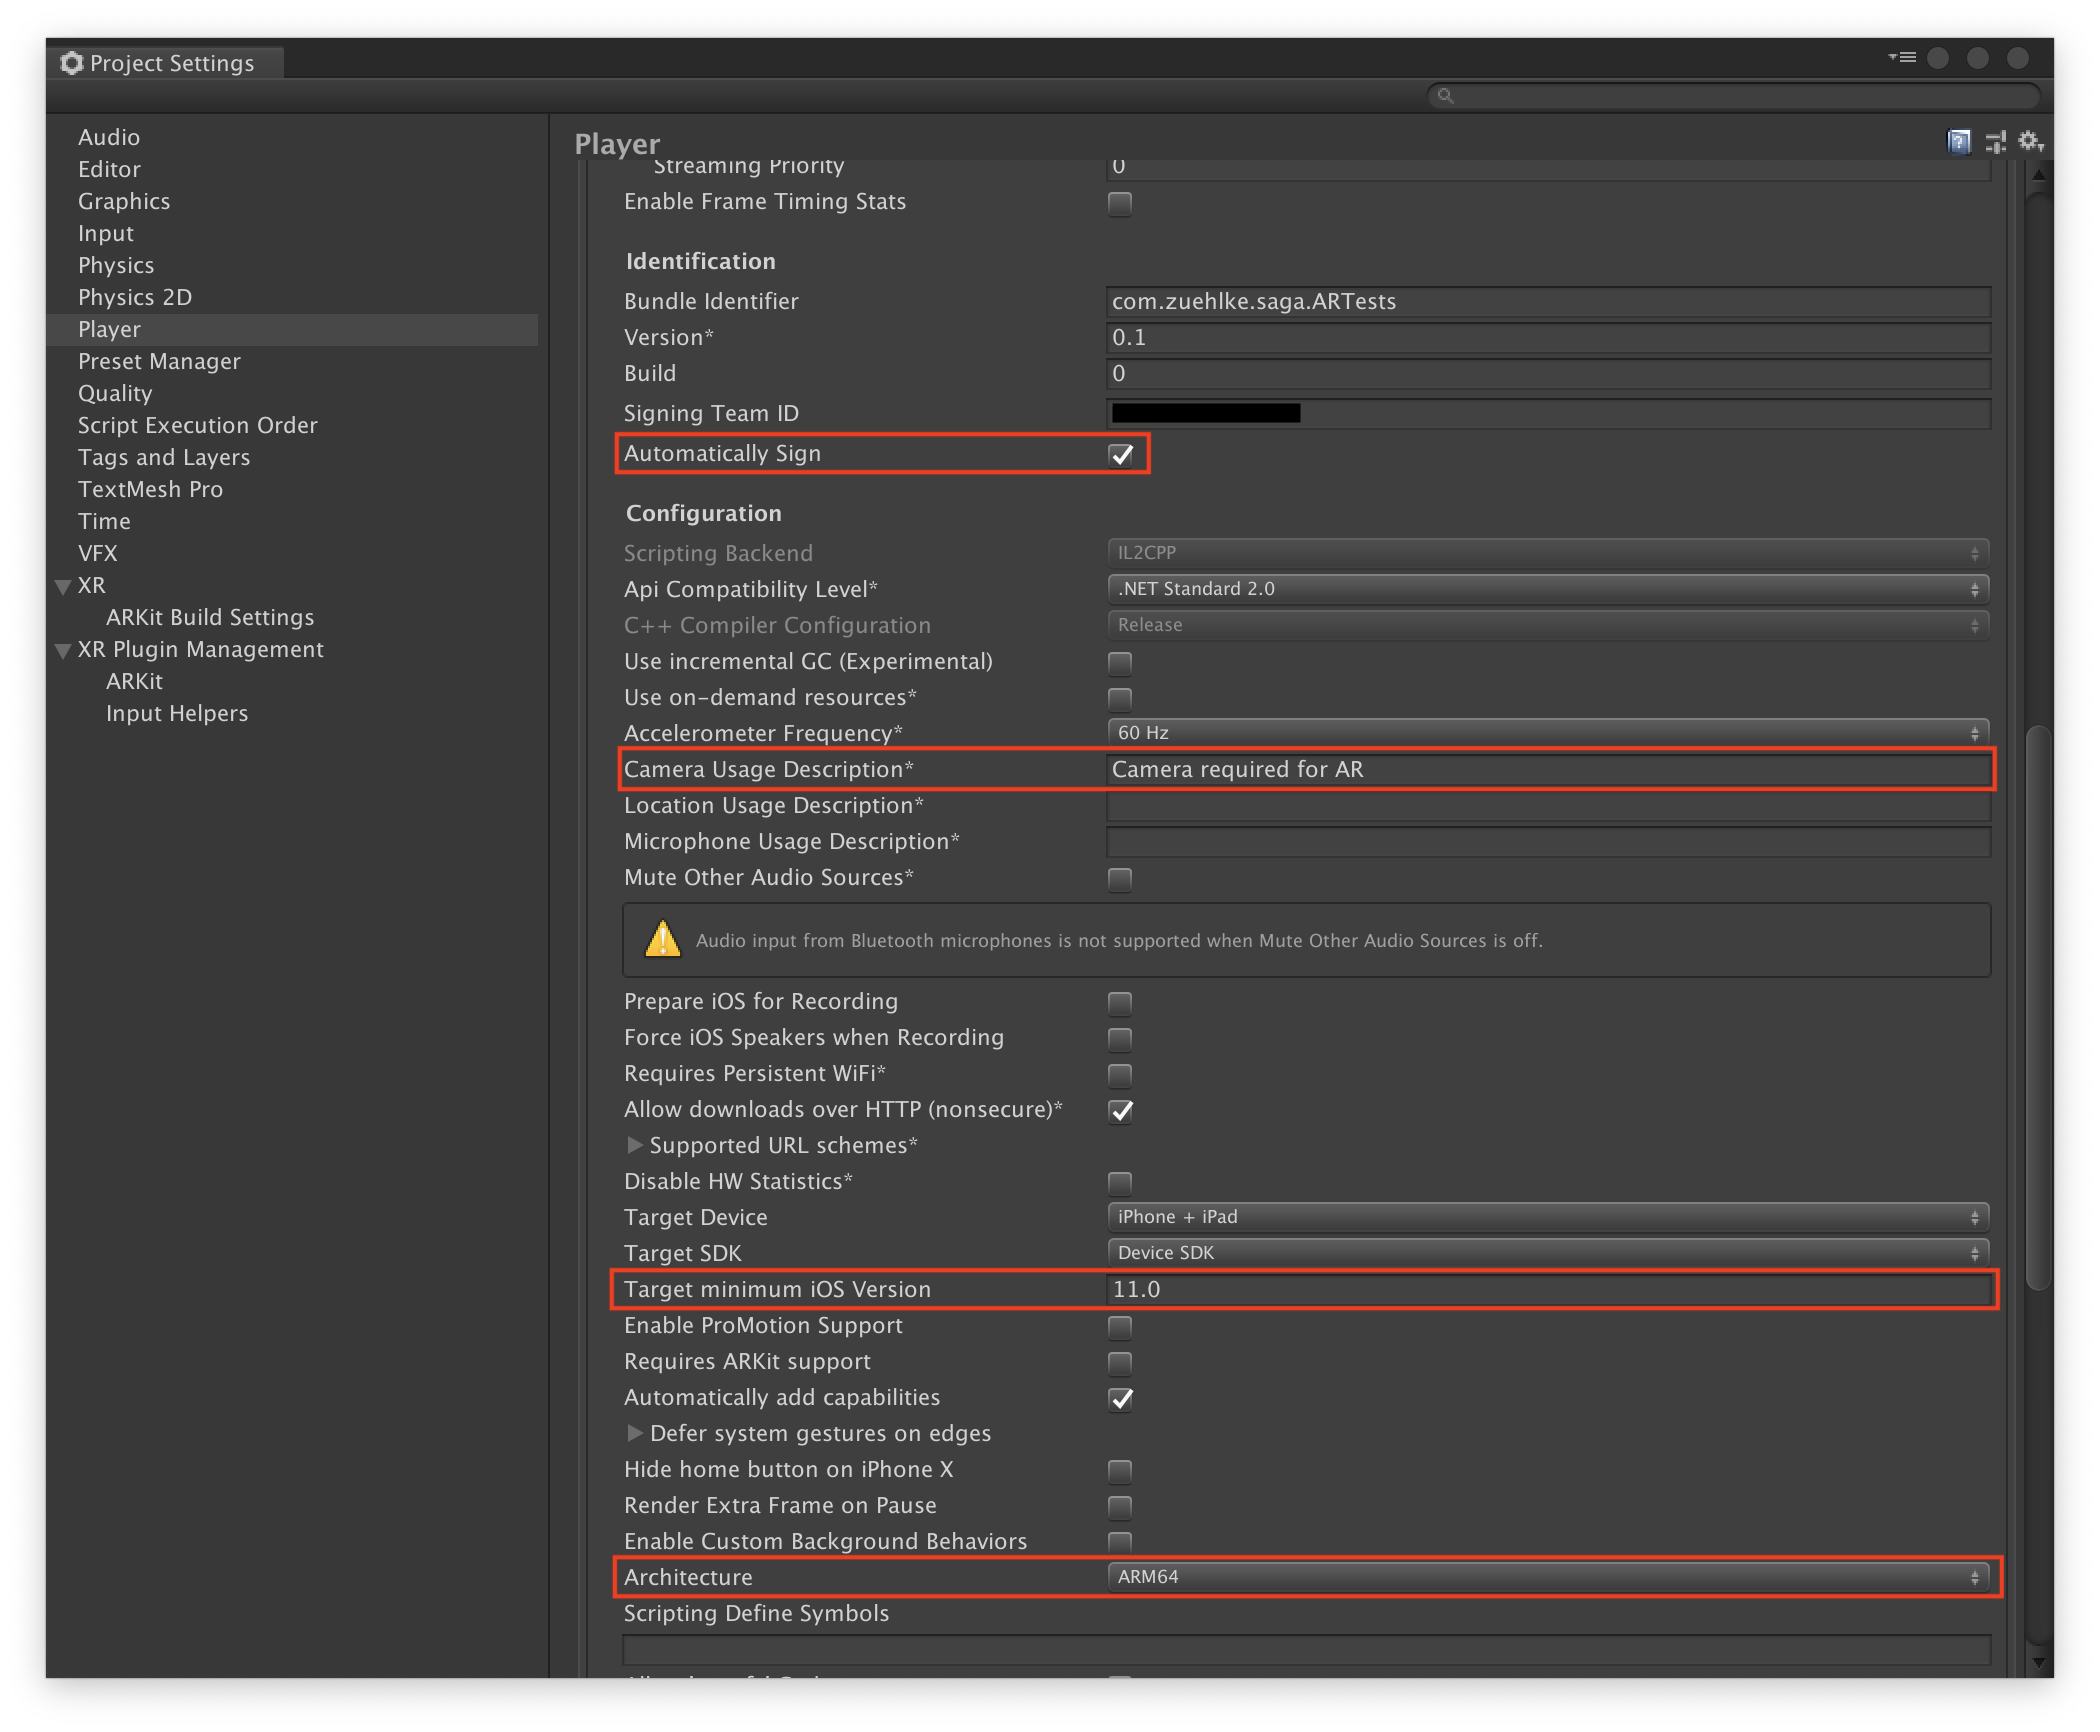 Project Settings
Audio
Editor
Graphics
Input
Physics
Physics 2D
Player
Preset Manager
Quality
Script Execution Order
Tags and Layers
TextMesh Pro
Time
VFX
XR
ARKit Build Settings
XR Plugin Management
ARKit
Input Helpers
Player
Streaming Priority 0
Enable Frame Timing Stats
Identification
Bundle Identifier com.zuehlke.saga.ARTests
Version* 0.1
Build 0
Signing Team ID
Automatically Sign
Configuration
Scripting Backend IL2CPP
Api Compatibility Level* .NET Standard 2.0
C++ Compiler Configuration Release
Use incremental GC (Experimental)
Use on-demand resources*
Accelerometer Frequency* 60 Hz
Camera Usage Description* Camera required for AR
Location Usage Description*
Microphone Usage Description*
Mute Other Audio Sources*
Audio input from Bluetooth microphones is not supported when Mute Other Audio Sources is off.
Prepare iOS for Recording
Force iOS Speakers when Recording
Requires Persistent WiFi*
Allow downloads over HTTP (nonsecure)*
Supported URL schemes*
Disable HW Statistics*
Target Device iPhone + iPad
Target SDK Device SDK
Target minimum iOS Version 11.0
Enable ProMotion Support
Requires ARKit support
Automatically add capabilities
Defer system gestures on edges
Hide home button on iPhone X
Render Extra Frame on Pause
Enable Custom Background Behaviors
Architecture ARM64
Scripting Define Symbols